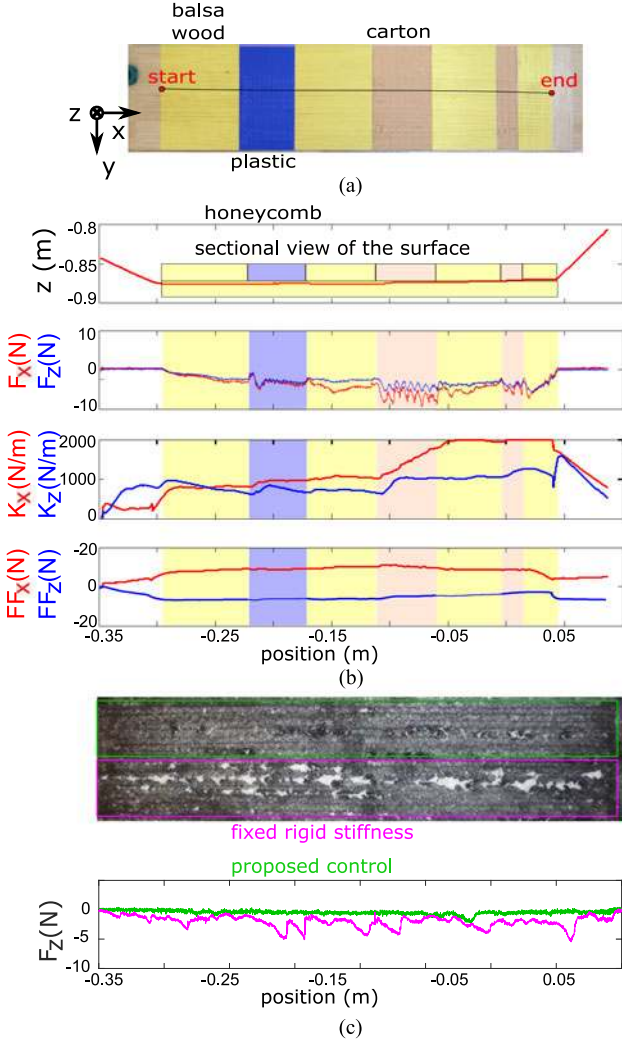 balsa
wood
carton
start
end
z
x
y
plastic
(a)
honeycomb
sectional view of the surface
z (m)
-0.8
-0.85
-0.9
Fx(N)
Fz(N)
10
0
-10
Kx(N/m)
Kz(N/m)
2000
1000
0
FFx(N)
FFz(N)
-20
0
-20
-0.35 -0.25 -0.15 -0.05 0.05
position (m)
(b)
fixed rigid stiffness
proposed control
Fz(N)
0
-5
-10
-0.35 -0.25 -0.15 -0.05 0.05
position (m)
(c)